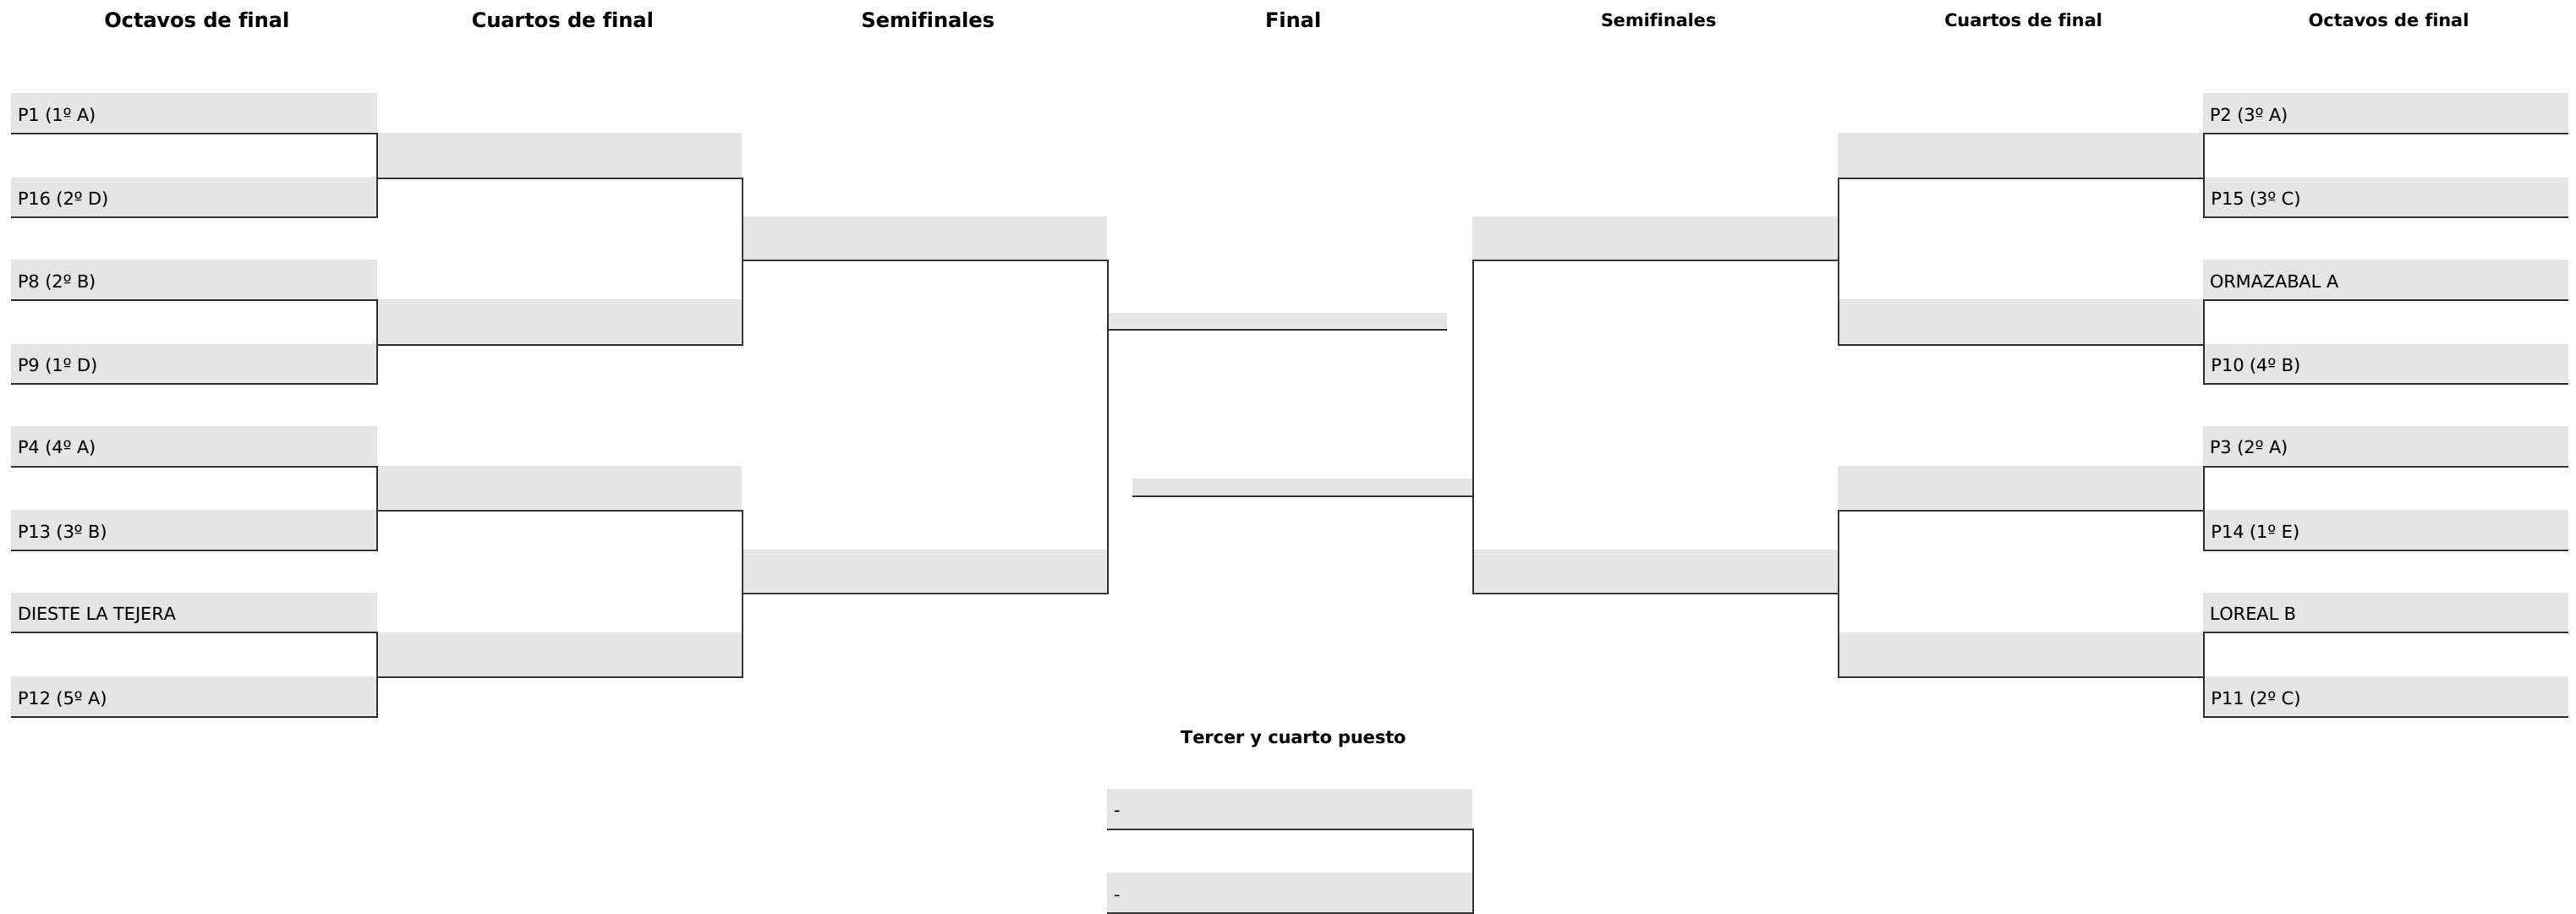 Octavos de final Cuartos de final Semifinales Final Semifinales Cuartos de final Octavos de final
P1 (1º A) P2 (3º A)
P16 (2º D) P15 (3º C)
P8 (2º B) ORMAZABAL A
P9 (1º D) P10 (4º B)
P4 (4º A) P3 (2º A)
P13 (3º B) P14 (1º E)
DIESTE LA TEJERA LOREAL B
P12 (5º A) P11 (2º C)
Tercer y cuarto puesto
-
-